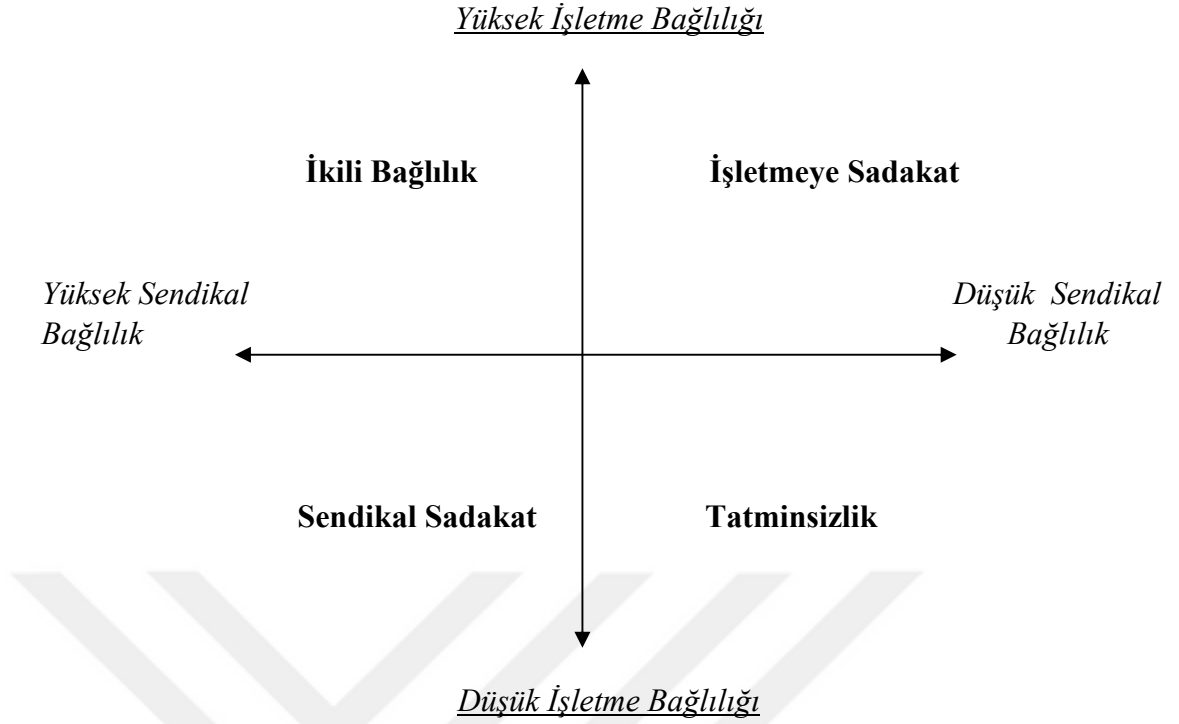 Yüksek İşletme Bağlılığı
İkili Bağlılık
İşletmeye Sadakat
Yüksek Sendikal
Bağlılık
Düşük Sendikal
Bağlılık
Sendikal Sadakat
Tatminsizlik
Düşük İşletme Bağlılığı